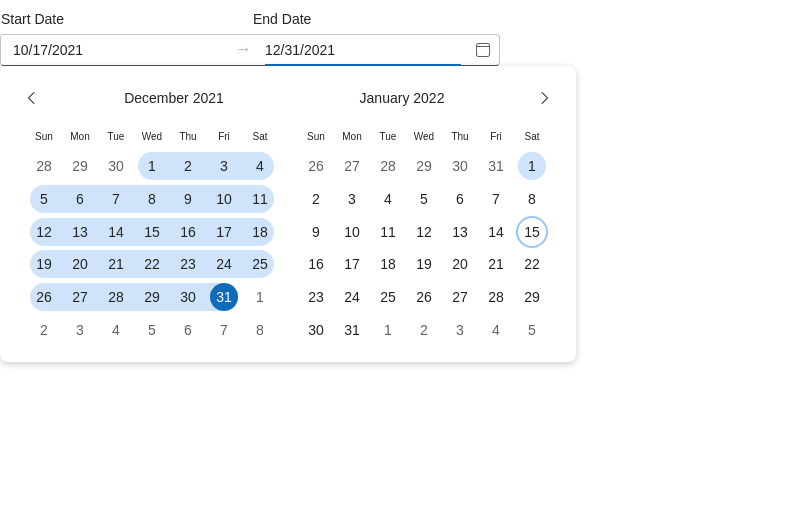 Start Date End Date
10/17/2021 → 12/31/2021
December 2021 January 2022
Sun Mon Tue Wed Thu Fri Sat Sun Mon Tue Wed Thu Fri Sat
28 29 30 1 2 3 4 26 27 28 29 30 31 1
5 6 7 8 9 10 11 2 3 4 5 6 7 8
12 13 14 15 16 17 18 9 10 11 12 13 14 15
19 20 21 22 23 24 25 16 17 18 19 20 21 22
26 27 28 29 30 31 1 23 24 25 26 27 28 29
2 3 4 5 6 7 8 30 31 1 2 3 4 5